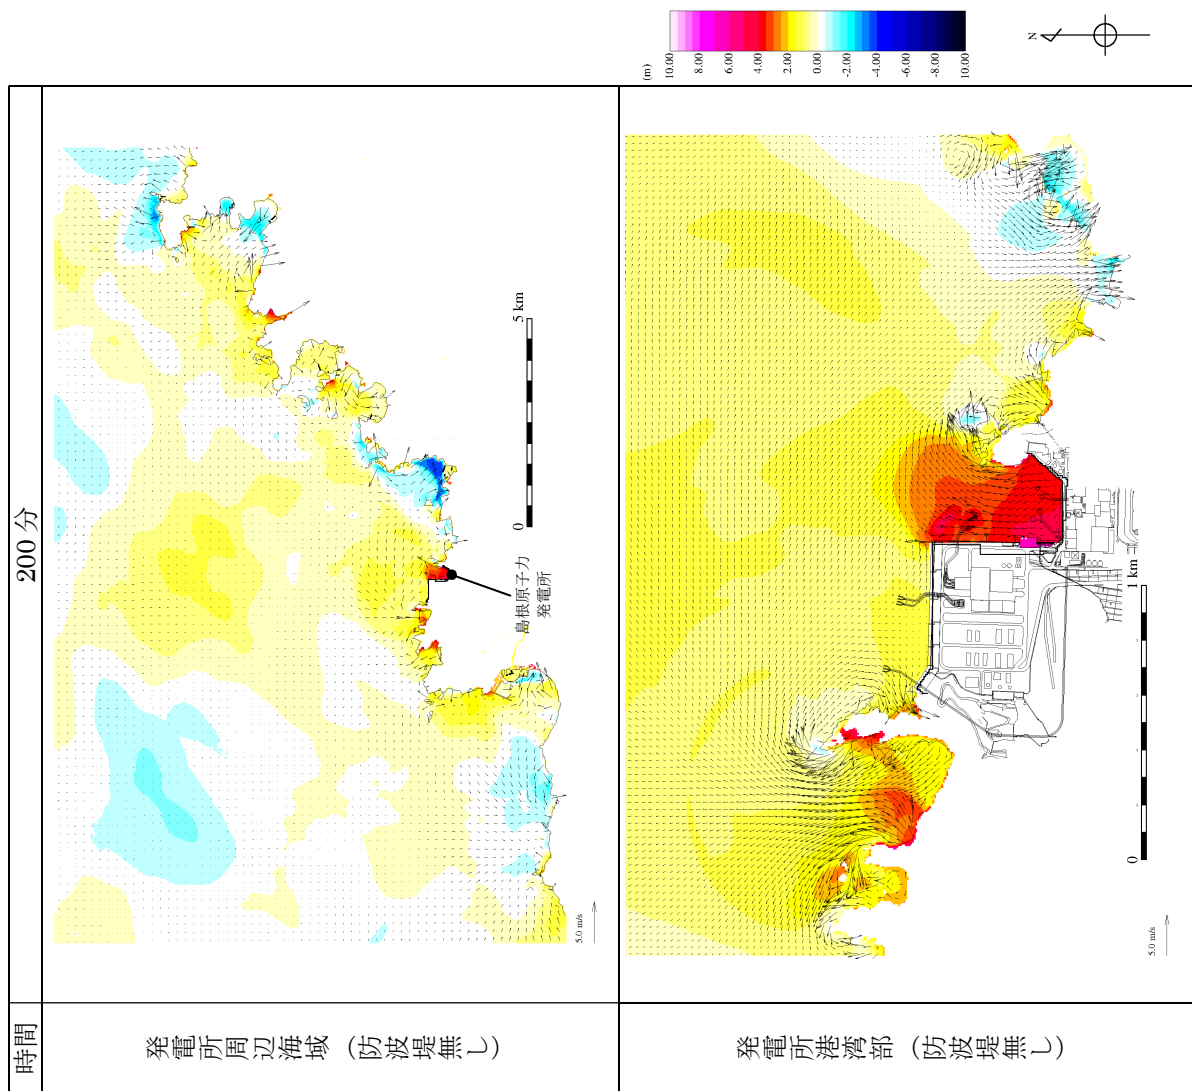 時間
200 分
発電所周辺海域（防波堤無し）
5.0 m/s
0
5 km
島根原子力
発電所
発電所港湾部（防波堤無し）
5.0 m/s
0
1 km
(m)
10.00
8.00
6.00
4.00
2.00
0.00
-2.00
-4.00
-6.00
-8.00
10.00
N